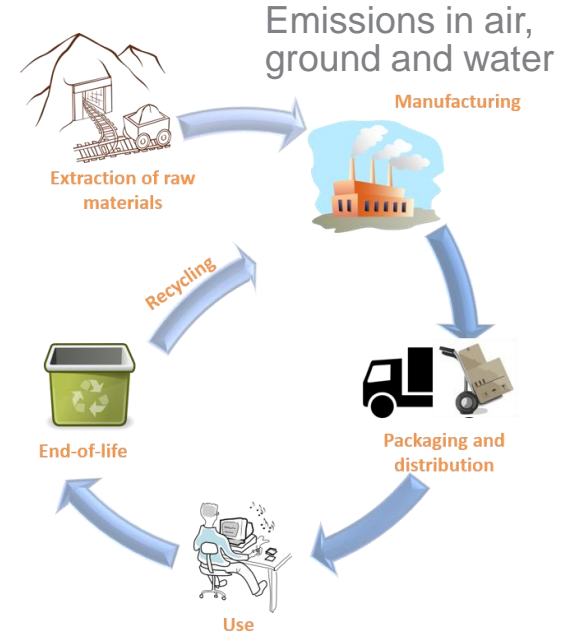 Emissions in air,
ground and water
Manufacturing
Extraction of raw
materials
Recycling
End-of-life
Packaging and
distribution
Use